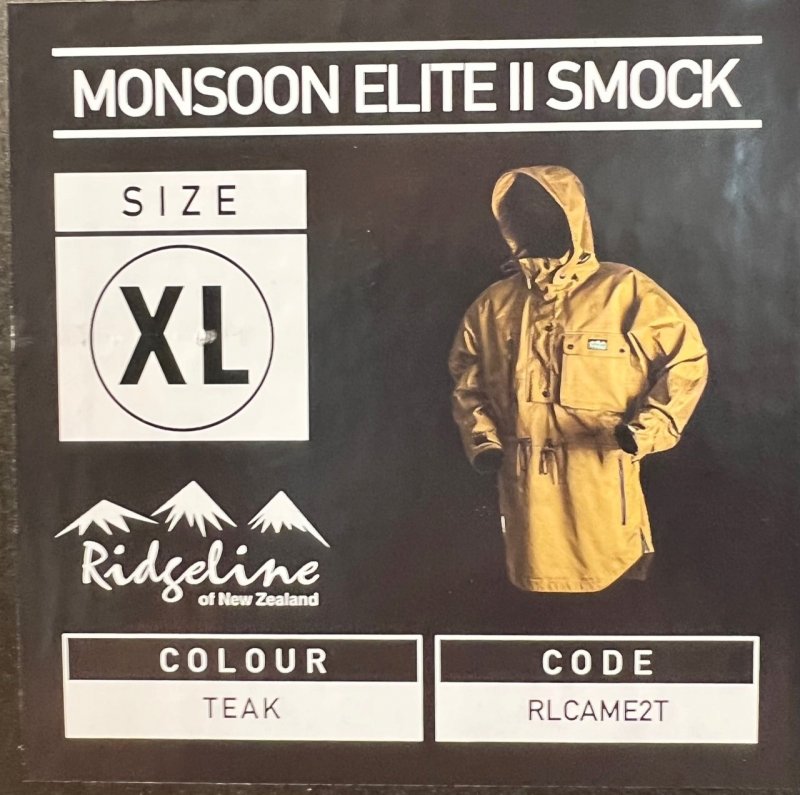 MONSOON ELITE II SMOCK
SIZE
XL
Ridgeline
of New Zealand
COLOUR
TEAK
CODE
RLCAME2T